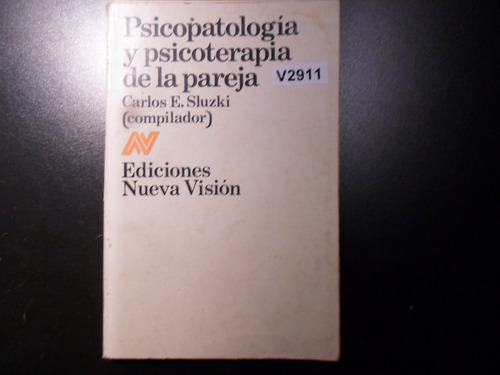 Psicopatología
y psicoterapia
de la pareja
V2911
Carlos E. Sluzki
(compilador)
NV
Ediciones
Nueva Visión